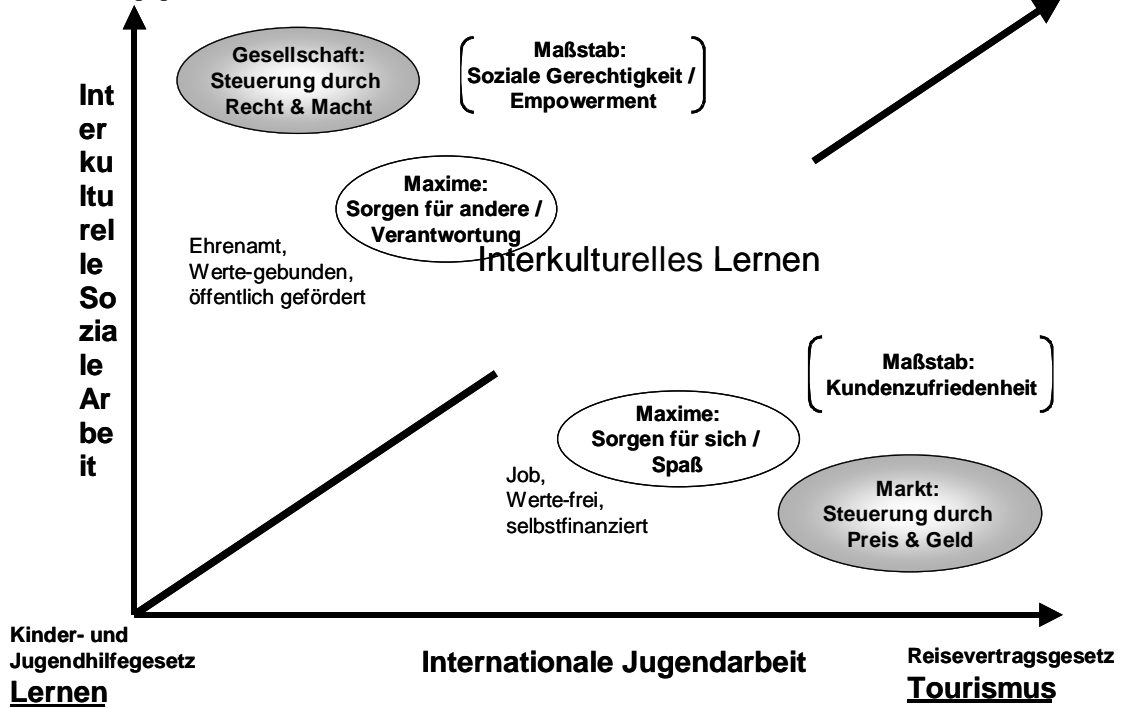 Gesellschaft:
Steuerung durch
Recht & Macht
Maßstab:
Soziale Gerechtigkeit /
Empowerment
Int
er
ku
ltu
rel
le
So
zia
le
Ar
be
it
Maxime:
Sorgen für andere /
Verantwortung
Ehrenamt,
Werte-gebunden,
öffentlich gefördert
Interkulturelles Lernen
Maßstab:
Kundenzufriedenheit
Maxime:
Sorgen für sich /
Spaß
Job,
Werte-frei,
selbstfinanziert
Markt:
Steuerung durch
Preis & Geld
Kinder- und
Jugendhilfegesetz
Lernen
Internationale Jugendarbeit
Reisevertragsgesetz
Tourismus